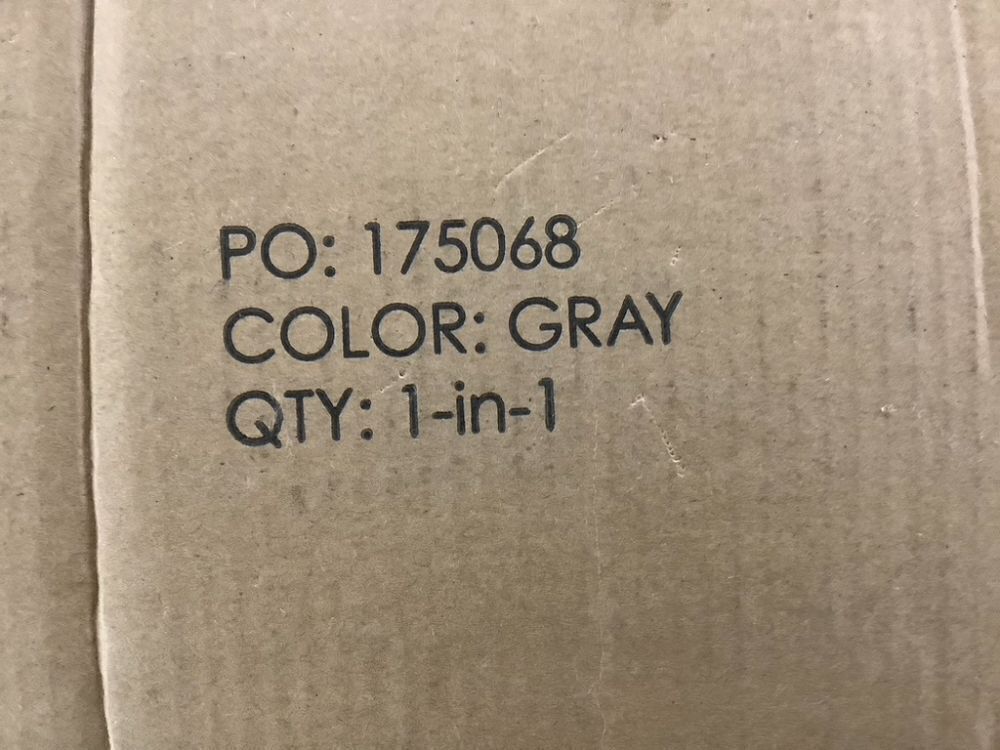 PO: 175068
COLOR: GRAY
QTY: 1-in-1